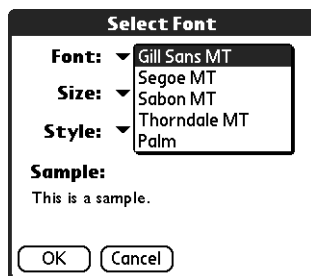 Select Font
Font: Gill Sans MT
Segoe MT
Size:
Sabon MT
Thorndale MT
Style:
Palm
Sample:
This is a sample.
OK Cancel